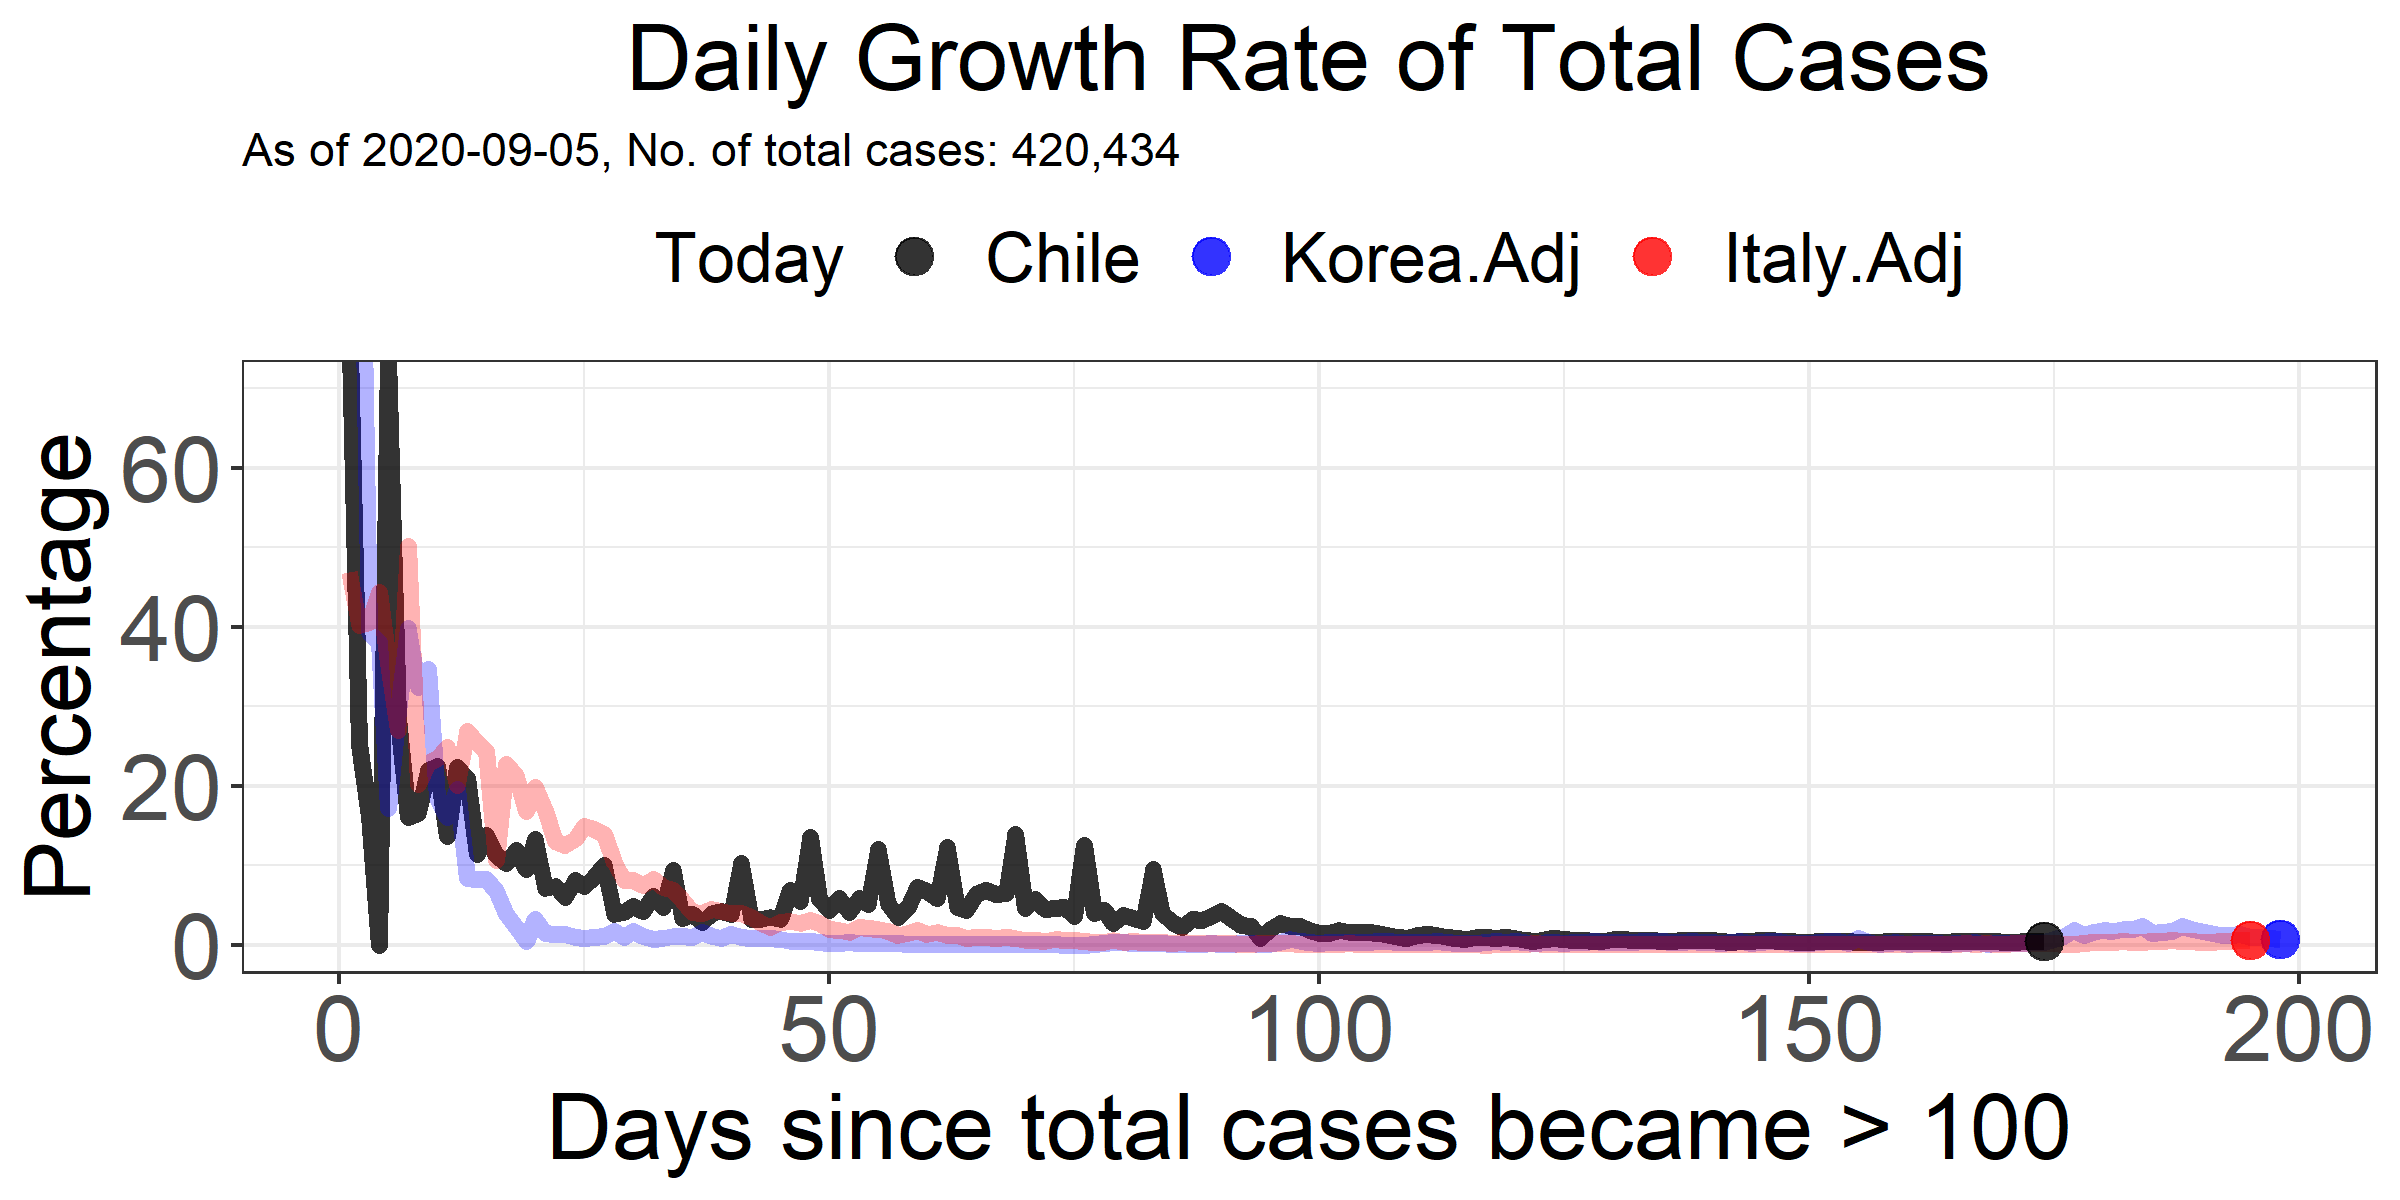 Daily Growth Rate of Total Cases
As of 2020-09-05, No. of total cases: 420,434
Today Chile Korea.Adj Italy.Adj
Percentage
60
40
20
0
0 50 100 150 200
Days since total cases became > 100